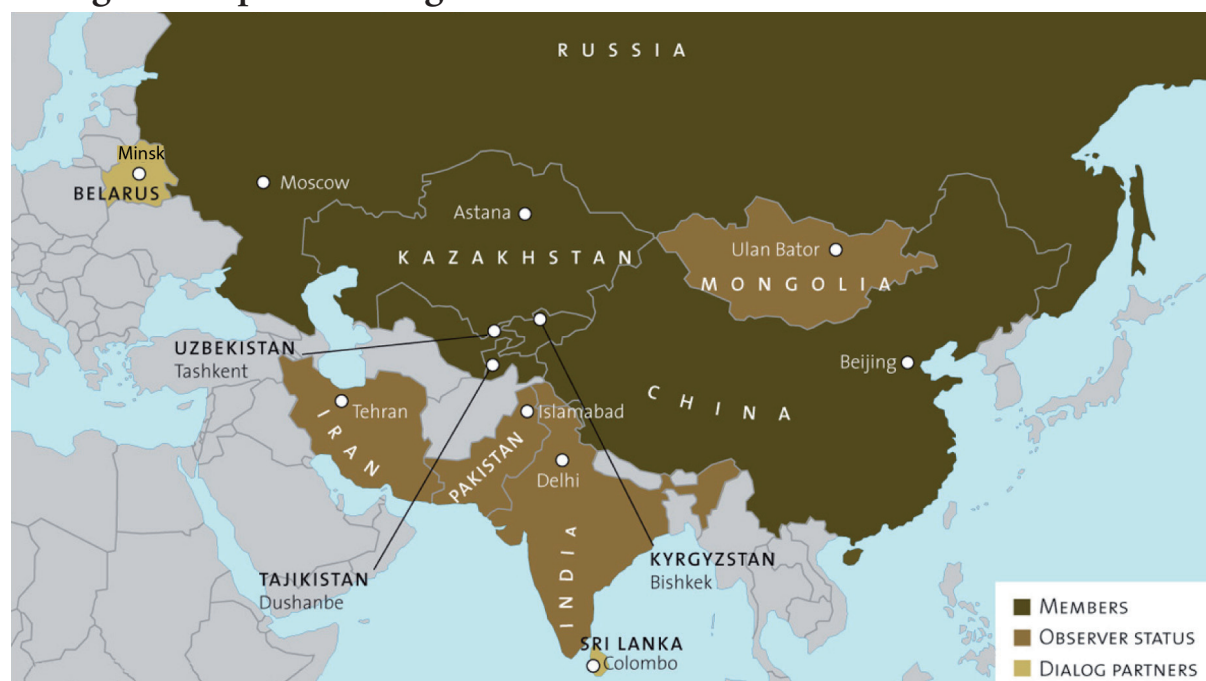 RUSSIA
Minsk
BELARUS
Moscow
Astana
KAZAKHSTAN
Ulan Bator
MONGOLIA
UZBEKISTAN
Tashkent
Beijing
CHINA
Tehran
IRAN
Islamabad
PAKISTAN
Delhi
INDIA
KYRGYZSTAN
Bishkek
TAJIKISTAN
Dushanbe
SRI LANKA
Colombo
MEMBERS
OBSERVER STATUS
DIALOG PARTNERS